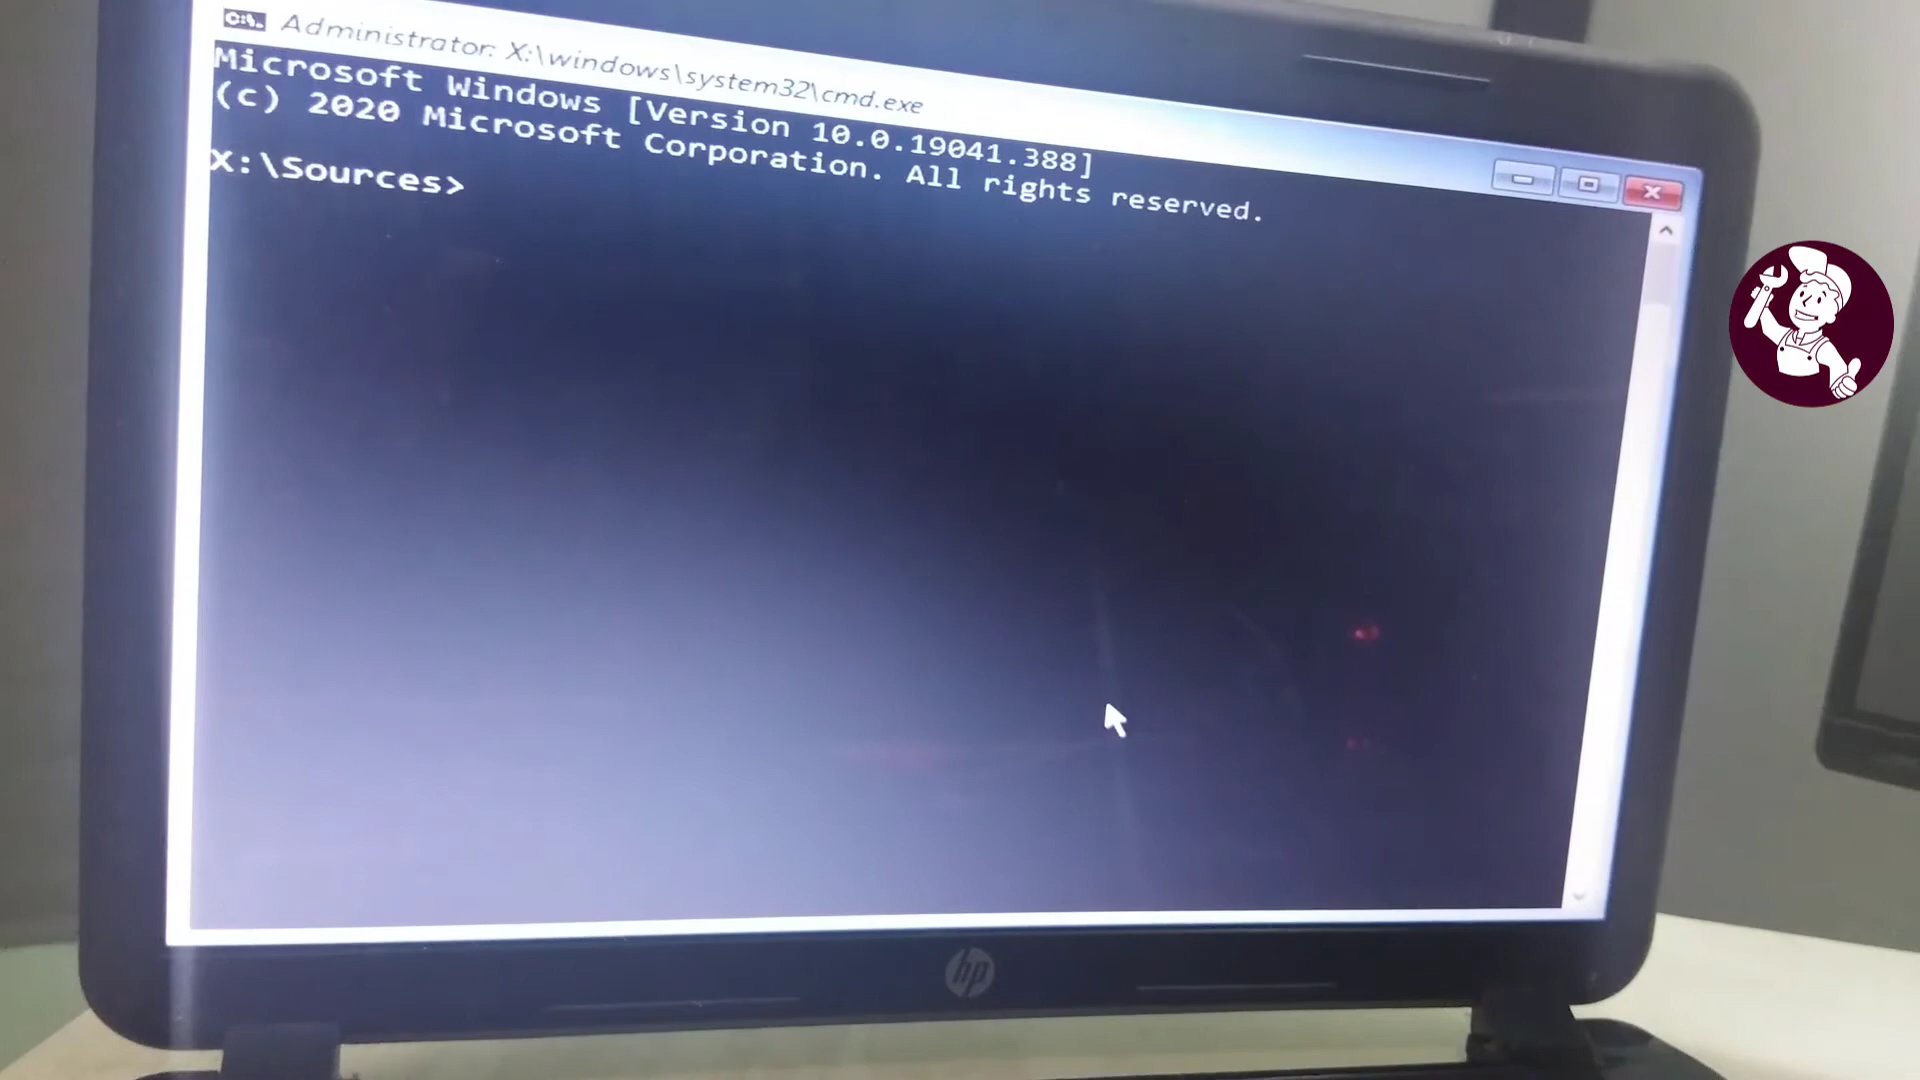 C:\. Administrator: X:\windows\system32\cmd.exe
Microsoft Windows [Version 10.0.19041.388]
(c) 2020 Microsoft Corporation. All rights reserved.
X:\Sources>
hp